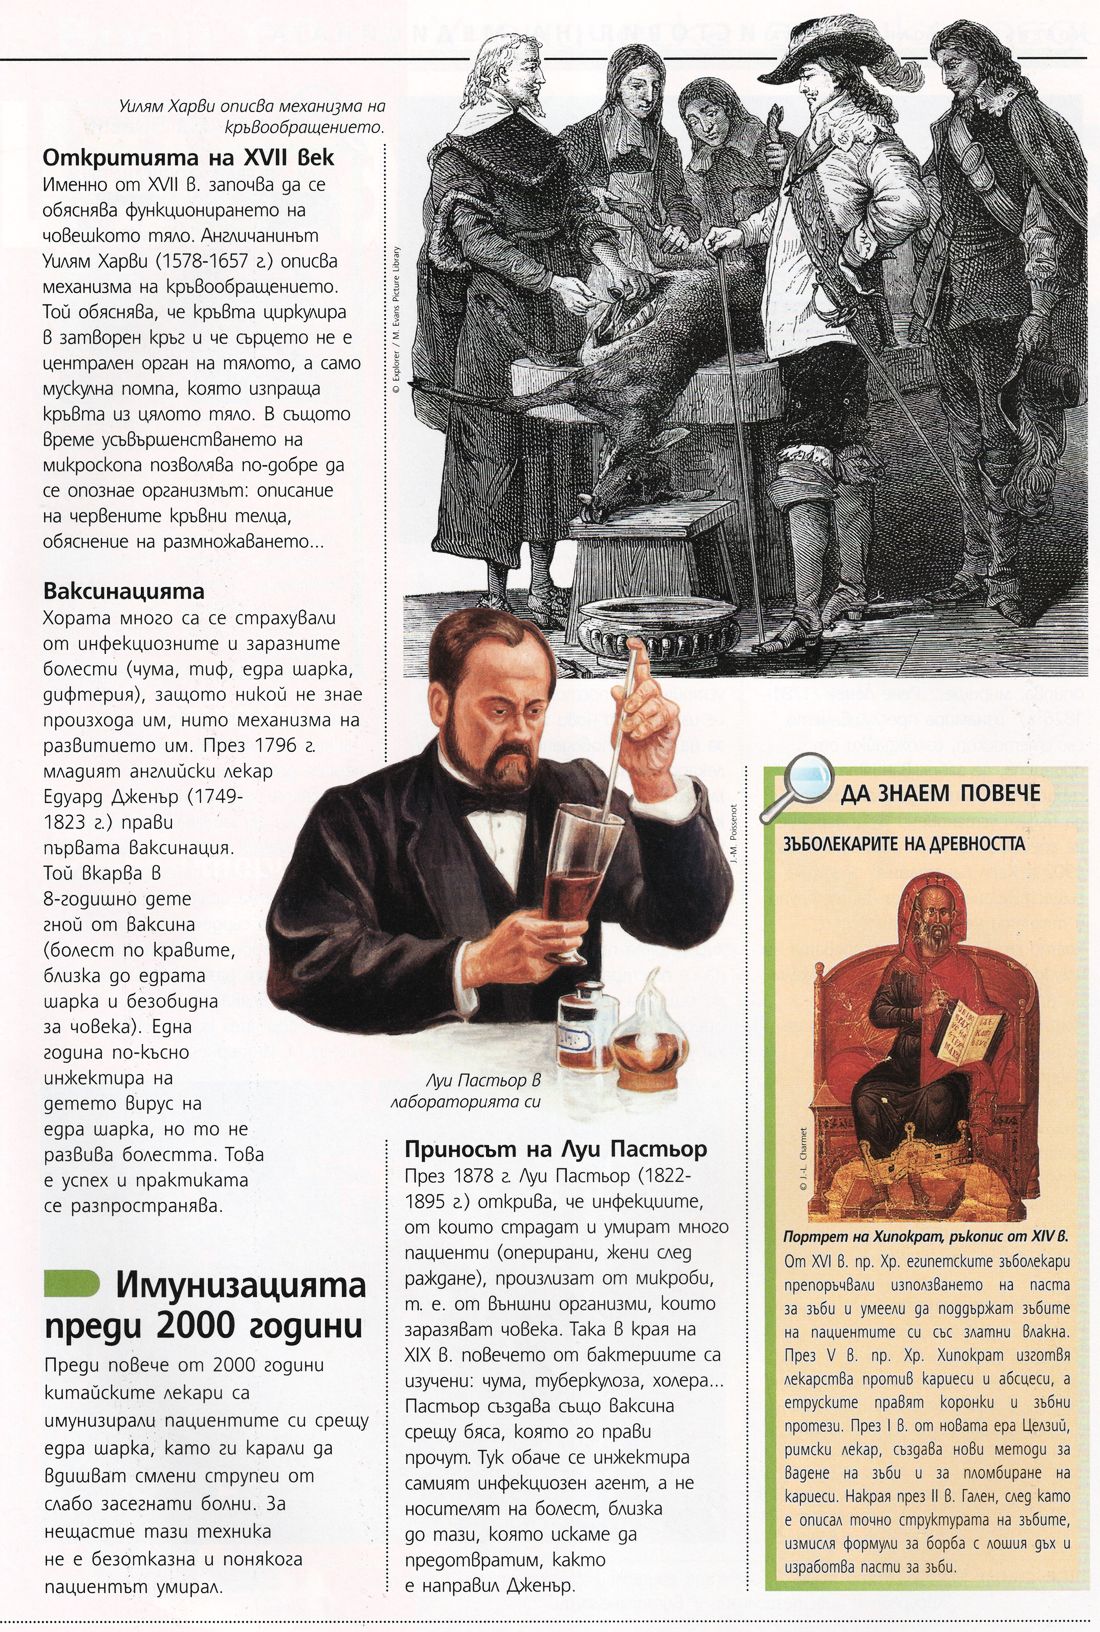 Уилям Харви описва механизма на
кръвообращението.
Откритията на XVII век
Именно от XVII в. започва да се
обяснява функционирането на
човешкото тяло. Англичанинът
Уилям Харви (1578-1657 г.) описва
механизма на кръвообращението.
Той обяснява, че кръвта циркулира
в затворен кръг и че сърцето не е
централен орган на тялото, а само
мускулна помпа, която изпраща
кръвта из цялото тяло. В същото
време усъвършенстването на
микроскопа позволява по-добре да
се опознае организмът: описание
на червените кръвни телца,
обяснение на размножаването...
© Explorer / M. Evans Picture Library
Ваксинацията
Хората много са се страхували
от инфекциозните и заразните
болести (чума, тиф, едра шарка,
дифтерия), защото никой не знае
произхода им, нито механизма на
развитието им. През 1796 г.
младият английски лекар
Едуард Дженър (1749-
1823 г.) прави
първата ваксинация.
Той вкарва в
8-годишно дете
гной от ваксина
(болест по кравите,
близка до едрата
шарка и безобидна
за човека). Една
година по-късно
инжектира на
детето вирус на
едра шарка, но то не
развива болестта. Това
е успех и практиката
се разпространява.
Имунизацията
преди 2000 години
Преди повече от 2000 години
китайските лекари са
имунизирали пациентите си срещу
едра шарка, като ги карали да
вдишват смлени струпеи от
слабо засегнати болни. За
нещастие тази техника
не е безотказна и понякога
пациентът умирал.
J.-M. Poissenot
Луи Пастьор в
лабораторията си
Приносът на Луи Пастьор
През 1878 г. Луи Пастьор (1822-
1895 г.) открива, че инфекциите,
от които страдат и умират много
пациенти (оперирани, жени след
раждане), произлизат от микроби,
т. е. от външни организми, които
заразяват човека. Така в края на
XIX в. повечето от бактериите са
изучени: чума, туберкулоза, холера...
Пастьор създава също ваксина
срещу бяса, която го прави
прочут. Тук обаче се инжектира
самият инфекциозен агент, а не
носителят на болест, близка
до тази, която искаме да
предотвратим, както
е направил Дженър.
ДА ЗНАЕМ ПОВЕЧЕ
ЗЪБОЛЕКАРИТЕ НА ДРЕВНОСТТА
© J.-L. Charmet
Портрет на Хипократ, ръкопис от XIV в.
От XVI в. пр. Хр. египетските зъболекари
препоръчвали използването на паста
за зъби и умеели да поддържат зъбите
на пациентите си със златни влакна.
През V в. пр. Хр. Хипократ изготвя
лекарства против кариеси и абсцеси, а
етруските правят коронки и зъбни
протези. През I в. от новата ера Целзий,
римски лекар, създава нови методи за
вадене на зъби и за пломбиране на
кариеси. Накрая през II в. Гален, след като
е описал точно структурата на зъбите,
измисля формули за борба с лошия дъх и
изработва пасти за зъби.